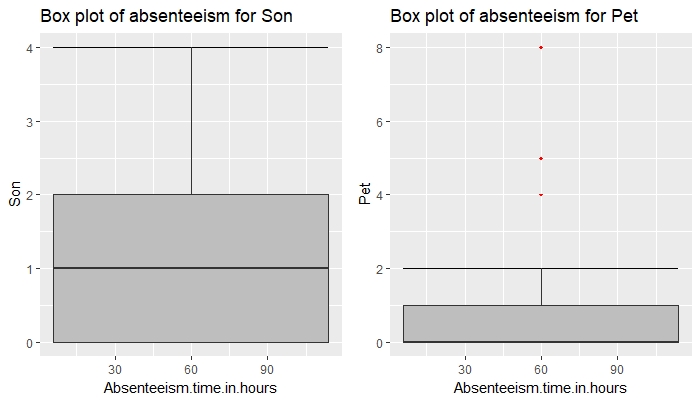 Box plot of absenteeism for Son
4
3
2
1
0
Son
30 60 90
Absenteeism.time.in.hours
Box plot of absenteeism for Pet
8
6
4
2
0
Pet
30 60 90
Absenteeism.time.in.hours